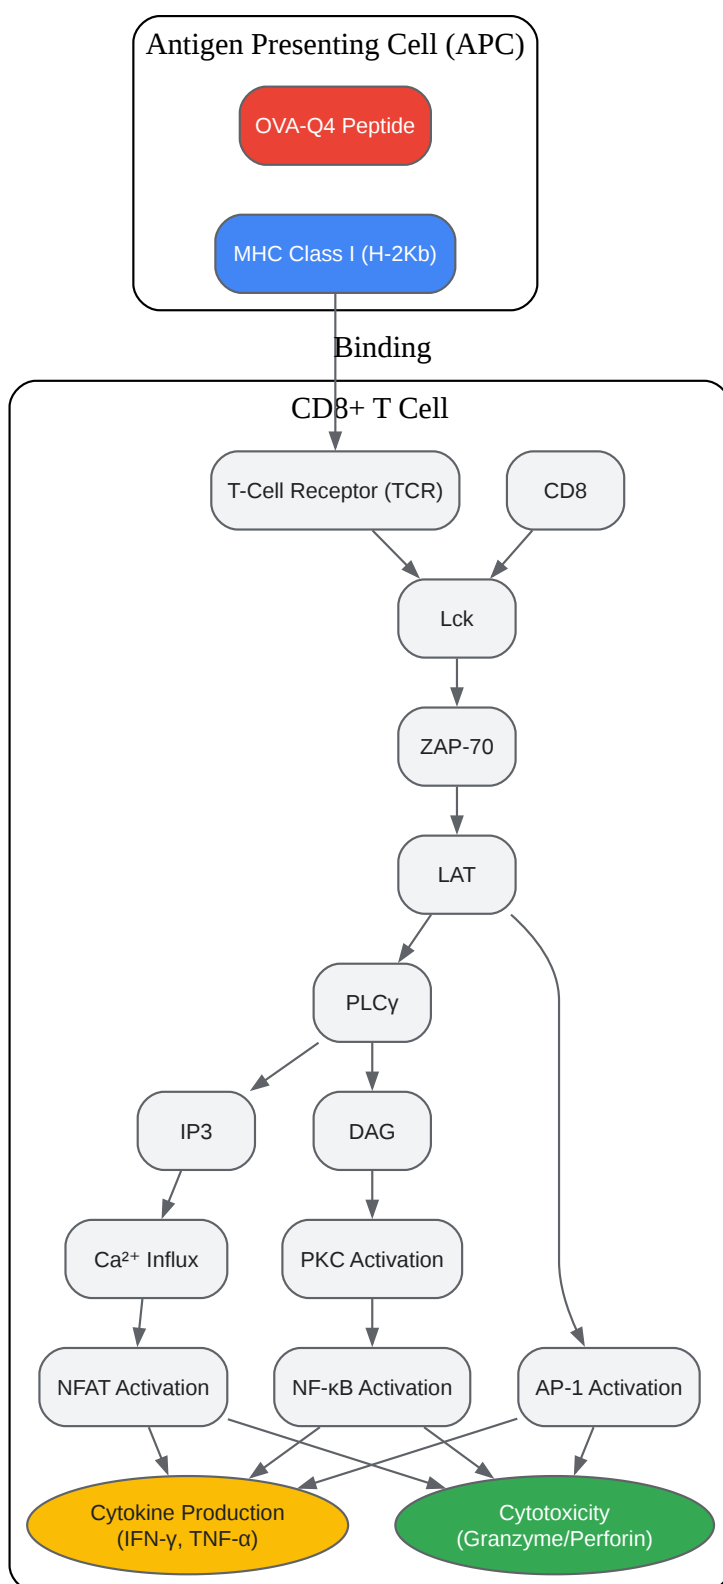 Antigen Presenting Cell (APC)
OVA-Q4 Peptide
MHC Class I (H-2Kb)
Binding
CD8+ T Cell
T-Cell Receptor (TCR)
CD8
Lck
ZAP-70
LAT
PLCγ
IP3
DAG
Ca²⁺ Influx
PKC Activation
NFAT Activation
NF-κB Activation
AP-1 Activation
Cytokine Production
(IFN-γ, TNF-α)
Cytotoxicity
(Granzyme/Perforin)